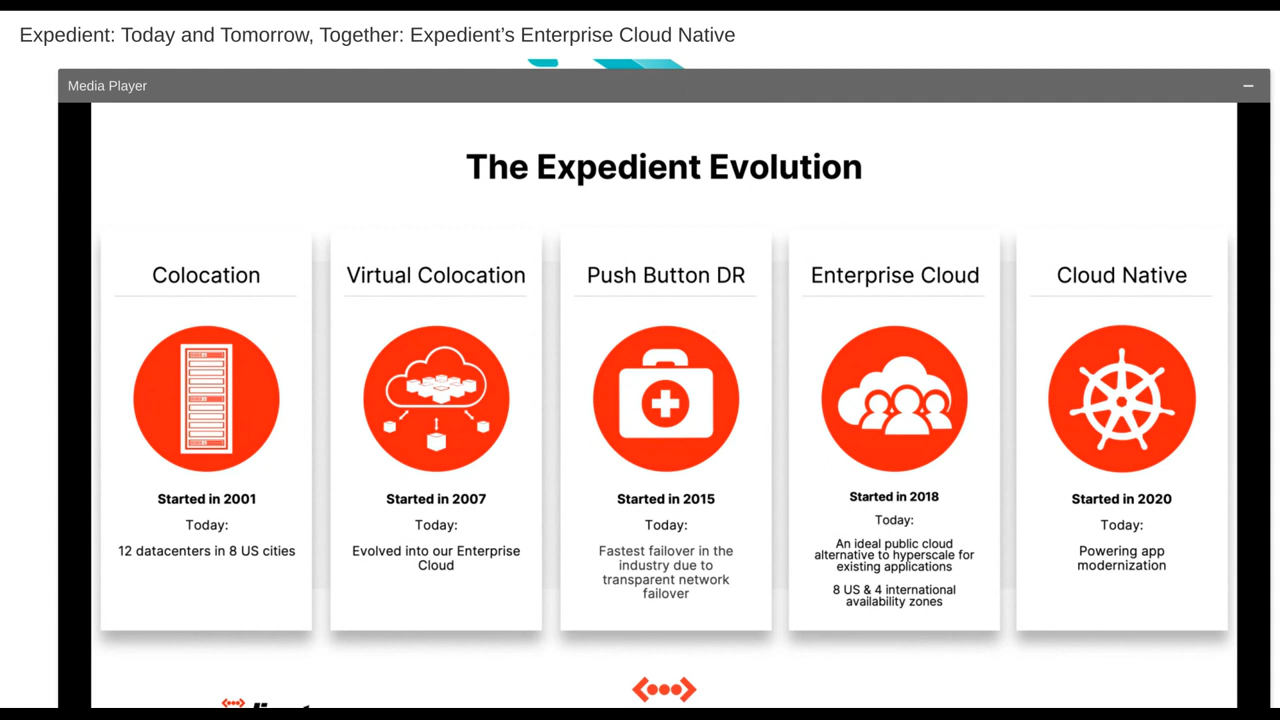 Expedient: Today and Tomorrow, Together: Expedient’s Enterprise Cloud Native
Media Player
The Expedient Evolution
Colocation
Started in 2001
Today:
12 datacenters in 8 US cities
Virtual Colocation
Started in 2007
Today:
Evolved into our Enterprise
Cloud
Push Button DR
Started in 2015
Today:
Fastest failover in the
industry due to
transparent network
failover
Enterprise Cloud
Started in 2018
Today:
An ideal public cloud
alternative to hyperscale for
existing applications
8 US & 4 international
availability zones
Cloud Native
Started in 2020
Today:
Powering app
modernization